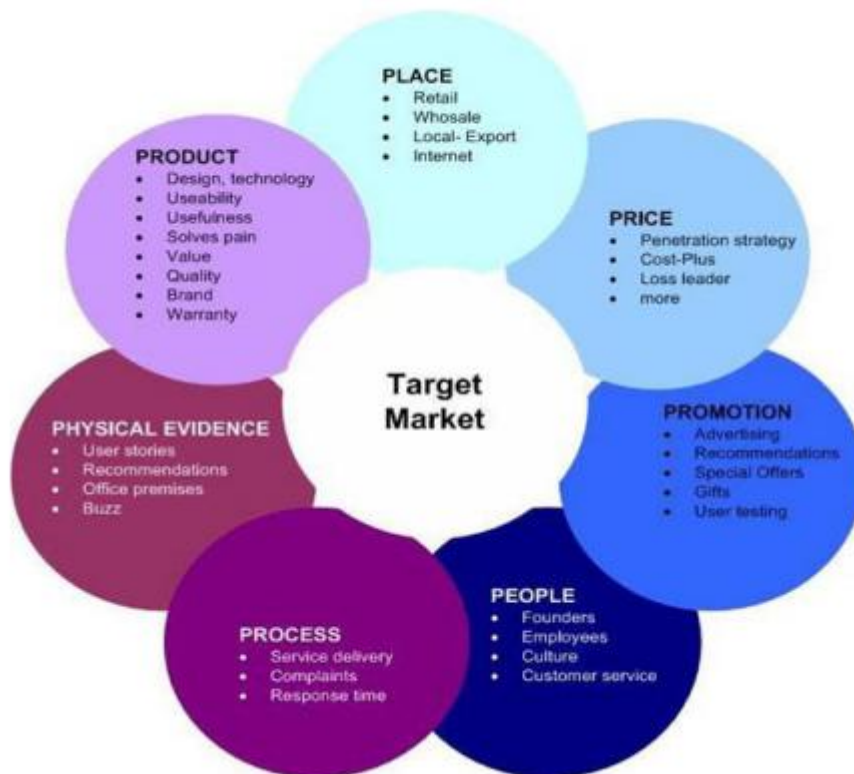 PLACE
• Retail
• Whosale
• Local- Export
• Internet
PRICE
• Penetration strategy
• Cost-Plus
• Loss leader
• more
PROMOTION
• Advertising
• Recommendations
• Special Offers
• Gifts
• User testing
PEOPLE
• Founders
• Employees
• Culture
• Customer service
PROCESS
• Service delivery
• Complaints
• Response time
PHYSICAL EVIDENCE
• User stories
• Recommendations
• Office premises
• Buzz
PRODUCT
• Design, technology
• Useability
• Usefulness
• Solves pain
• Value
• Quality
• Brand
• Warranty
Target
Market